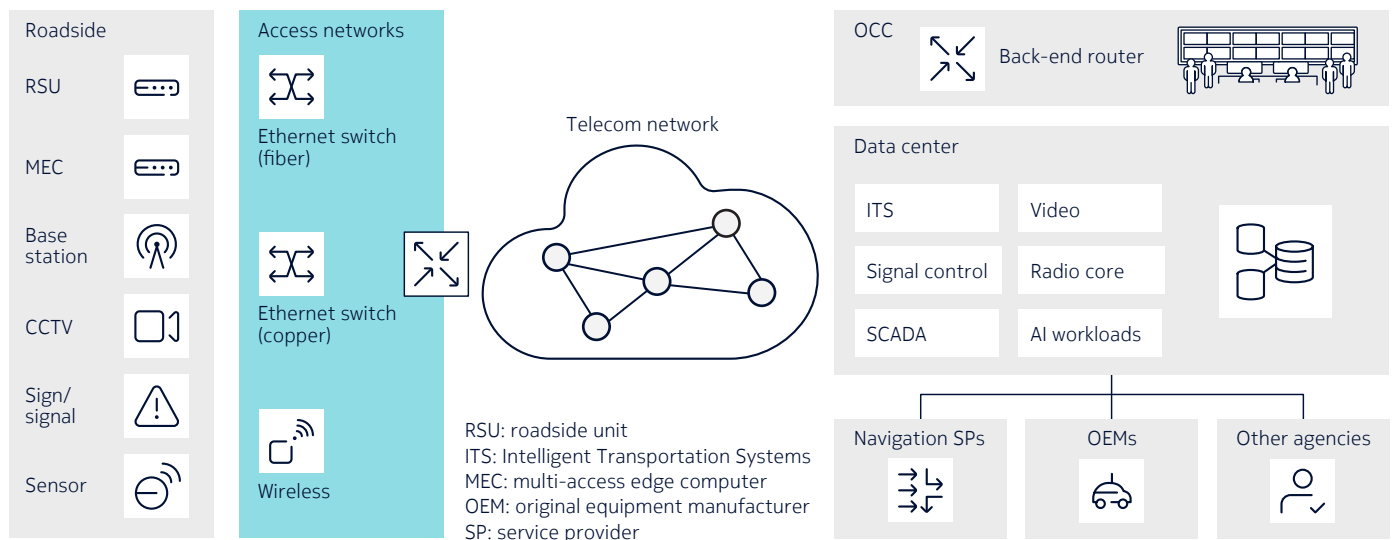 Roadside
RSU
MEC
Base
station
CCTV
Sign/
signal
Sensor
Access networks
Ethernet switch
(fiber)
Ethernet switch
(copper)
Wireless
Telecom network
RSU: roadside unit
ITS: Intelligent Transportation Systems
MEC: multi-access edge computer
OEM: original equipment manufacturer
SP: service provider
OCC
Back-end router
Data center
ITS
Video
Signal control
Radio core
SCADA
AI workloads
Navigation SPs
OEMs
Other agencies